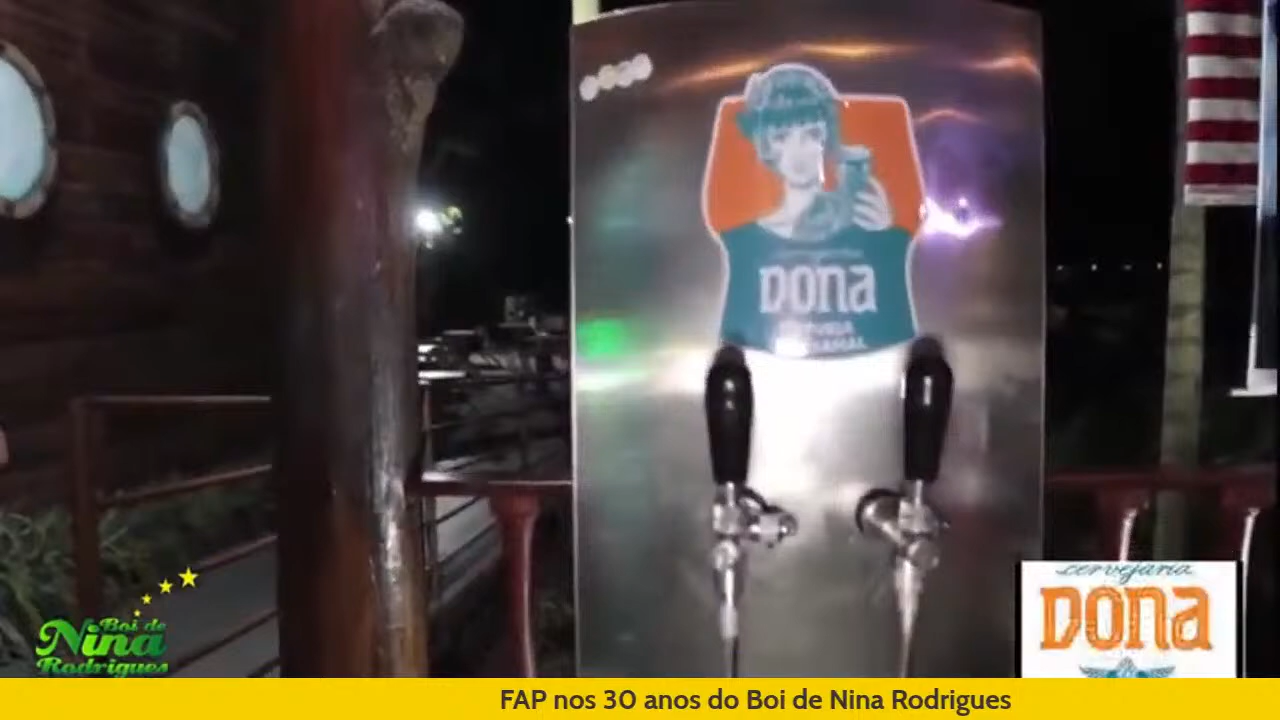 DONA
Boi de
Nina
Rodrigues
cervejaria
DONA
FAP nos 30 anos do Boi de Nina Rodrigues